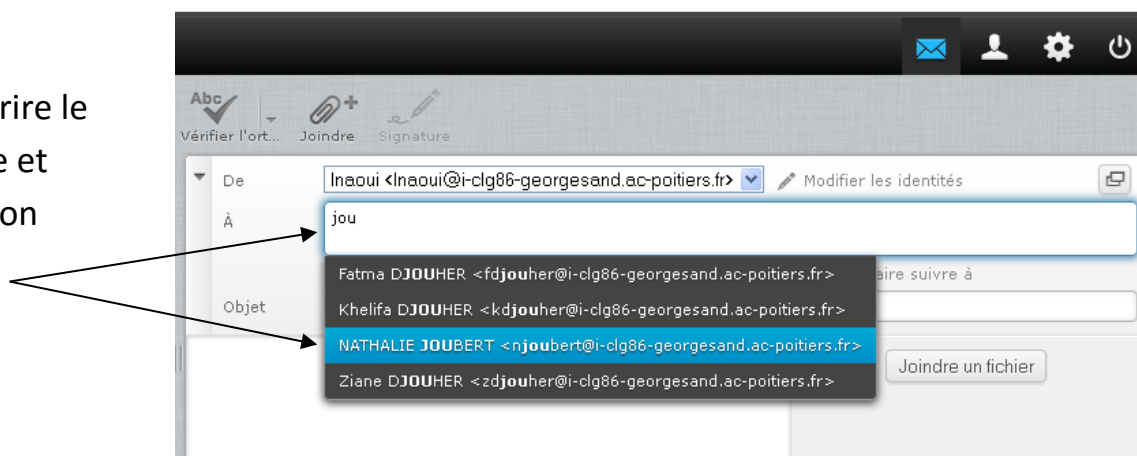 rire le
e et
on
Abc
Vérifier l'ort... Joindre Signature
De lnaoui <lnaoui@i-clg86-georgesand.ac-poitiers.fr> Modifier les identités
À jou
Fatma DJOUHER <fdjouher@i-clg86-georgesand.ac-poitiers.fr>
aire suivre à
Objet
Khelifa DJOUHER <kdjouher@i-clg86-georgesand.ac-poitiers.fr>
NATHALIE JOUBERT <njoubert@i-clg86-georgesand.ac-poitiers.fr>
Ziane DJOUHER <zdjouher@i-clg86-georgesand.ac-poitiers.fr>
Joindre un fichier